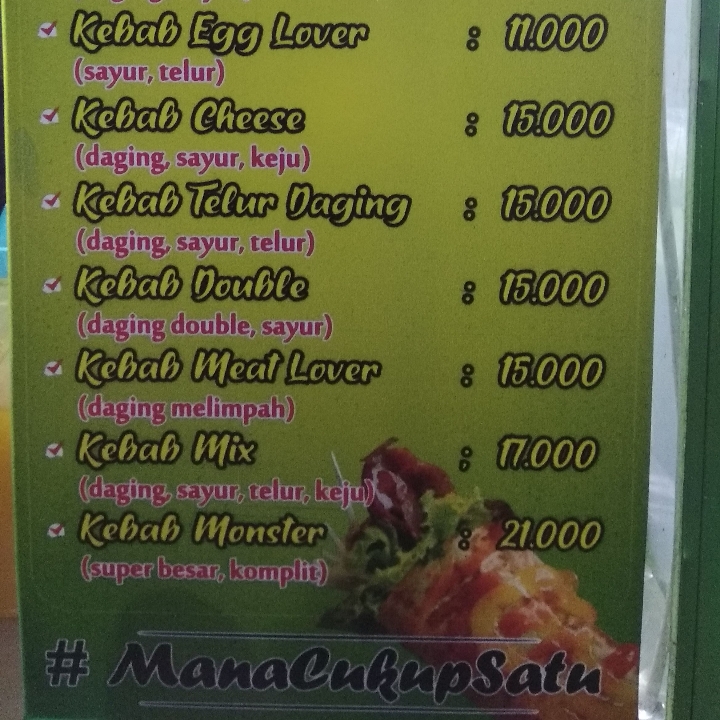 Kebab Egg Lover : 11.000
(sayur, telur)
Kebab Cheese : 15.000
(daging, sayur, keju)
Kebab Telur Daging : 15.000
(daging, sayur, telur)
Kebab Double : 15.000
(daging double, sayur)
Kebab Meat Lover : 15.000
(daging melimpah)
Kebab Mix : 17.000
(daging, sayur, telur, keju)
Kebab Monster : 21.000
(super besar, komplit)
# ManaCukupSatu